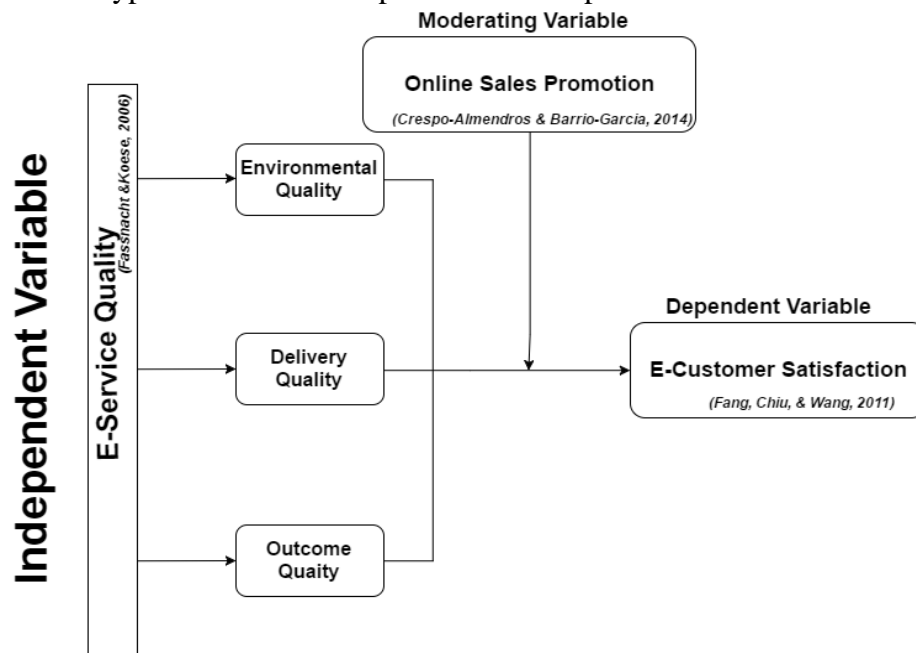 Moderating Variable
Online Sales Promotion
(Crespo-Almendros & Barrio-Garcia, 2014)
Independent Variable
E-Service Quality
(Fassnacht &Koese, 2006)
Environmental
Quality
Delivery
Quality
Outcome
Quaity
Dependent Variable
E-Customer Satisfaction
(Fang, Chiu, & Wang, 2011)